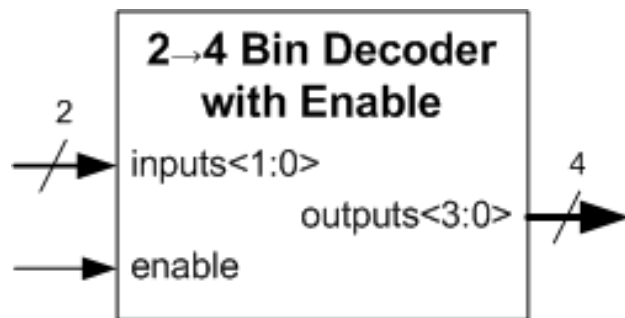 2→4 Bin Decoder
with Enable
2
inputs<1:0>
4
outputs<3:0>
enable